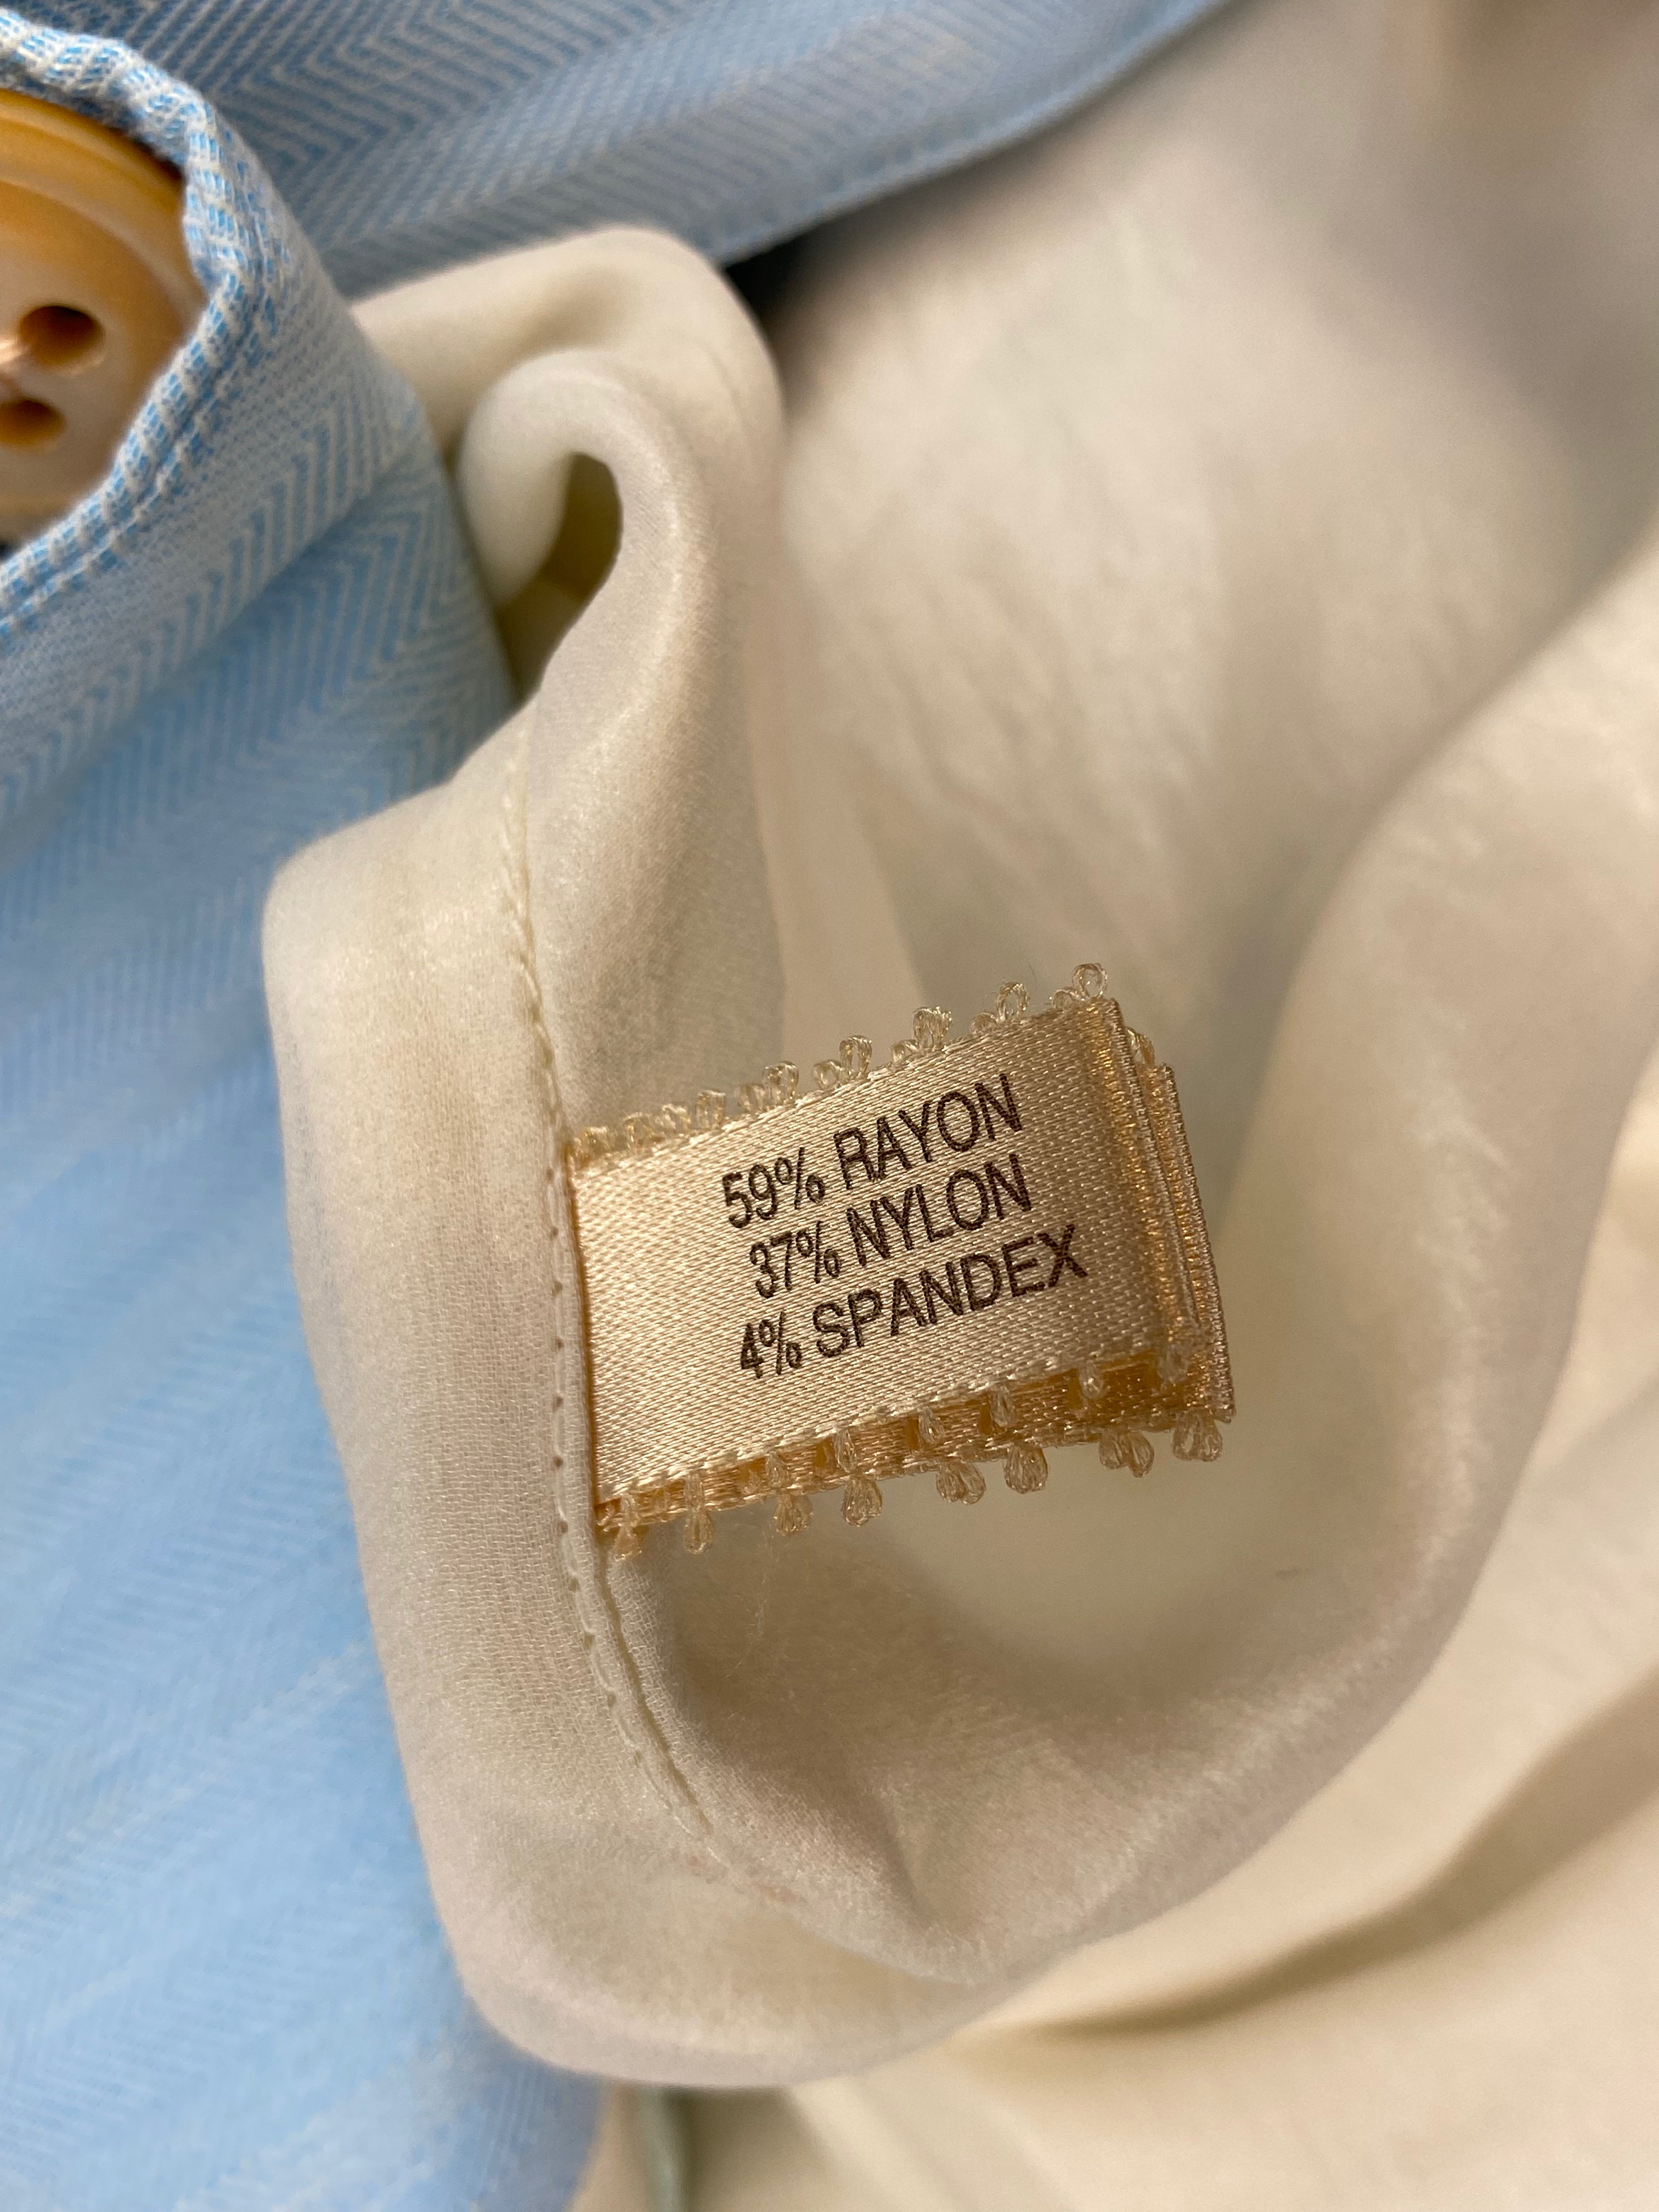 59% RAYON
37% NYLON
4% SPANDEX